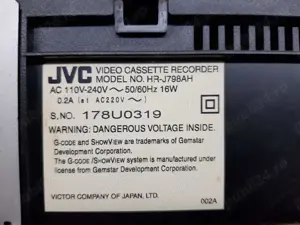 JVC VIDEO CASSETTE RECORDER
MODEL NO. HR-J798AH
AC 110V-240V ~ 50/60Hz 16W
0.2A (at AC220V ~)
S.NO. 178U0319
WARNING: DANGEROUS VOLTAGE INSIDE.
G-CODE and SHOWVIEW are trademarks of Gemstar
Development Corporation.
The G-CODE/SHOWVIEW system is manufactured under
license from Gemstar Development Corporation.
VICTOR COMPANY OF JAPAN, LTD.
002A